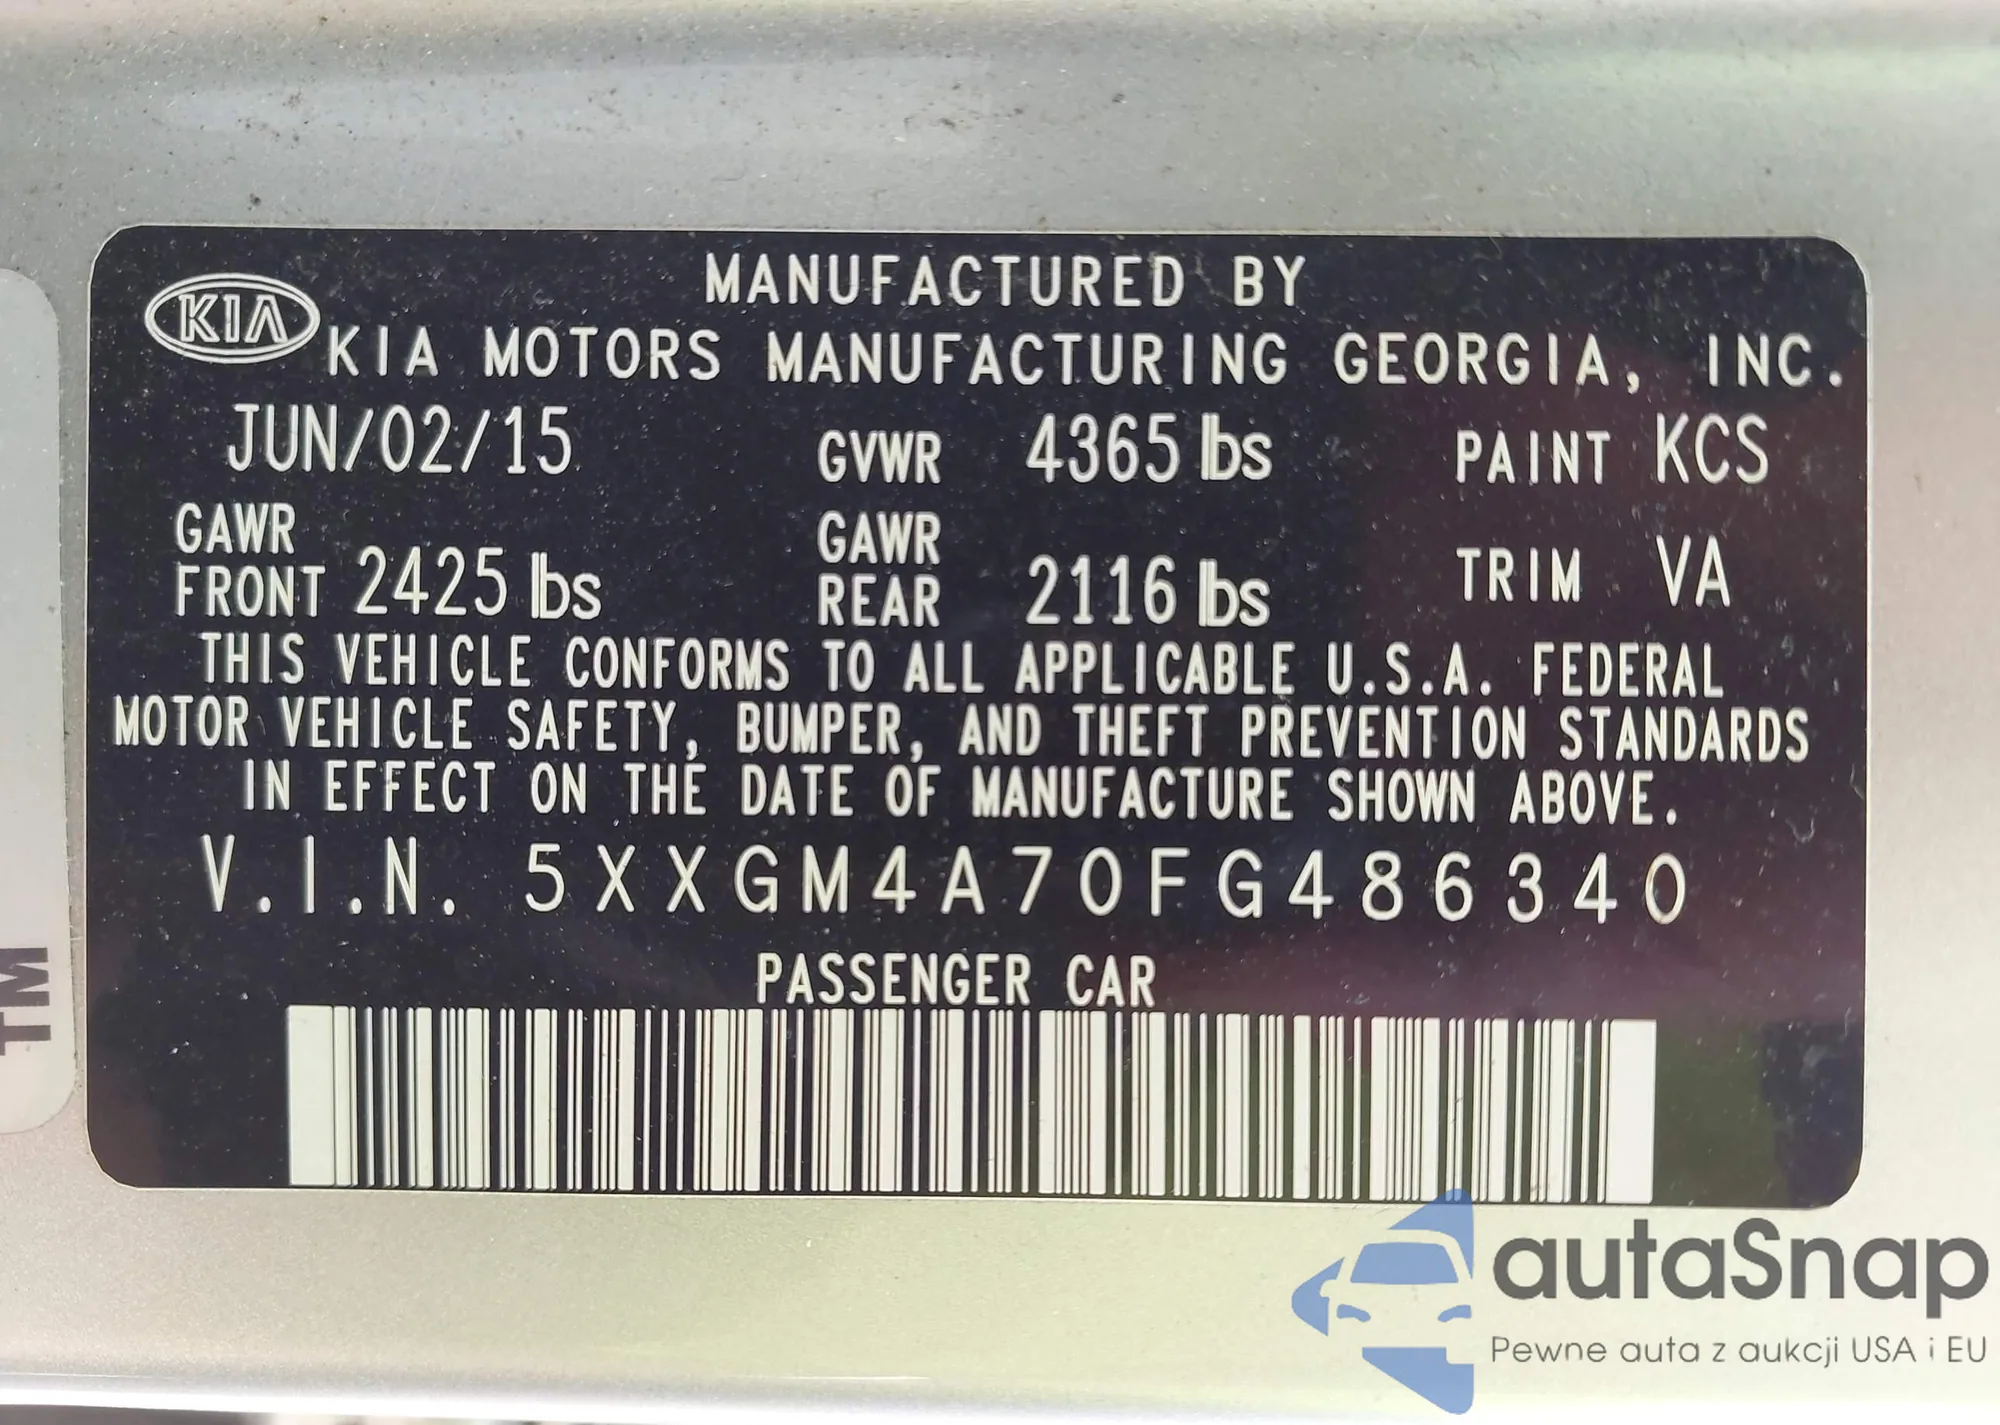 MANUFACTURED BY
KIA KIA MOTORS MANUFACTURING GEORGIA, INC.
JUN/02/15 GVWR 4365 lbs PAINT KCS
GAWR FRONT 2425 lbs GAWR REAR 2116 lbs TRIM VA
THIS VEHICLE CONFORMS TO ALL APPLICABLE U.S.A. FEDERAL
MOTOR VEHICLE SAFETY, BUMPER, AND THEFT PREVENTION STANDARDS
IN EFFECT ON THE DATE OF MANUFACTURE SHOWN ABOVE.
V.I.N. 5XXGM4A70FG486340
PASSENGER CAR
TM
autaSnap
Pewne auta z aukcji USA i EU